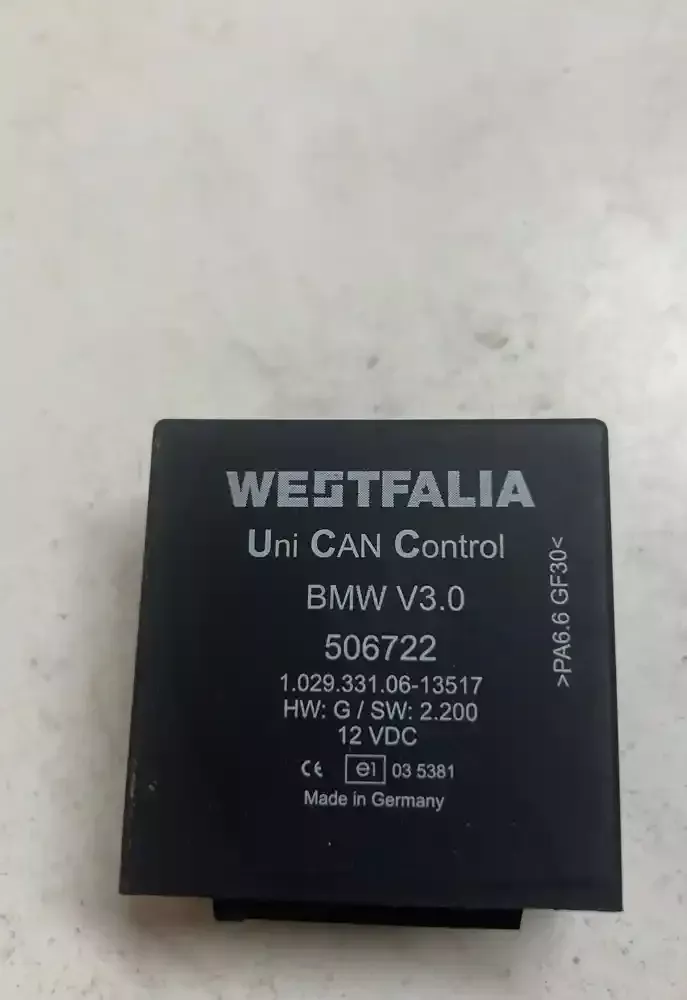 WESTFALIA
Uni CAN Control
BMW V3.0
506722
1.029.331.06-13517
HW: G / SW: 2.200
12 VDC
CE e1 03 5381
Made in Germany
>PA6.6 GF30<